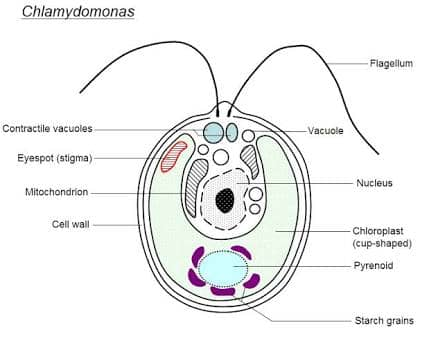 Chlamydomonas
Flagellum
Contractile vacuoles
Vacuole
Eyespot (stigma)
Nucleus
Mitochondrion
Cell wall
Chloroplast
(cup-shaped)
Pyrenoid
Starch grains